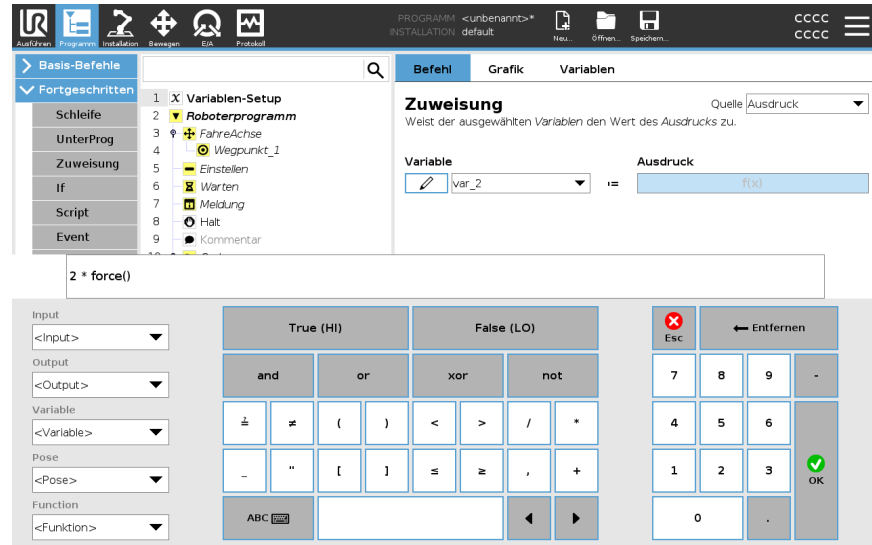 PROGRAMM <unbenannt>*
INSTALLATION default
CCCC
CCCC
Ausführen Programm Installation Bewegen E/A Protokoll Neu... Öffnen... Speichern...
Basis-Befehle
Fortgeschritten
Schleife
UnterProg
Zuweisung
If
Script
Event
1 X Variablen-Setup
2 Roboterprogramm
3 FahreAchse
4 Wegpunkt_1
5 Einstellen
6 Warten
7 Meldung
8 Halt
9 Kommentar
Befehl Grafik Variablen
Zuweisung
Quelle Ausdruck
Weist der ausgewählten Variablen den Wert des Ausdrucks zu.
Variable Ausdruck
var_2 := f(x)
2 * force()
Input
<Input>
Output
<Output>
Variable
<Variable>
Pose
<Pose>
Function
<Funktion>
True (HI) False (LO)
and or xor not
≟ ≠ ( ) < > / *
_ " [ ] ≤ ≥ , +
ABC
Esc Entfernen
7 8 9 -
4 5 6
1 2 3 OK
0 .